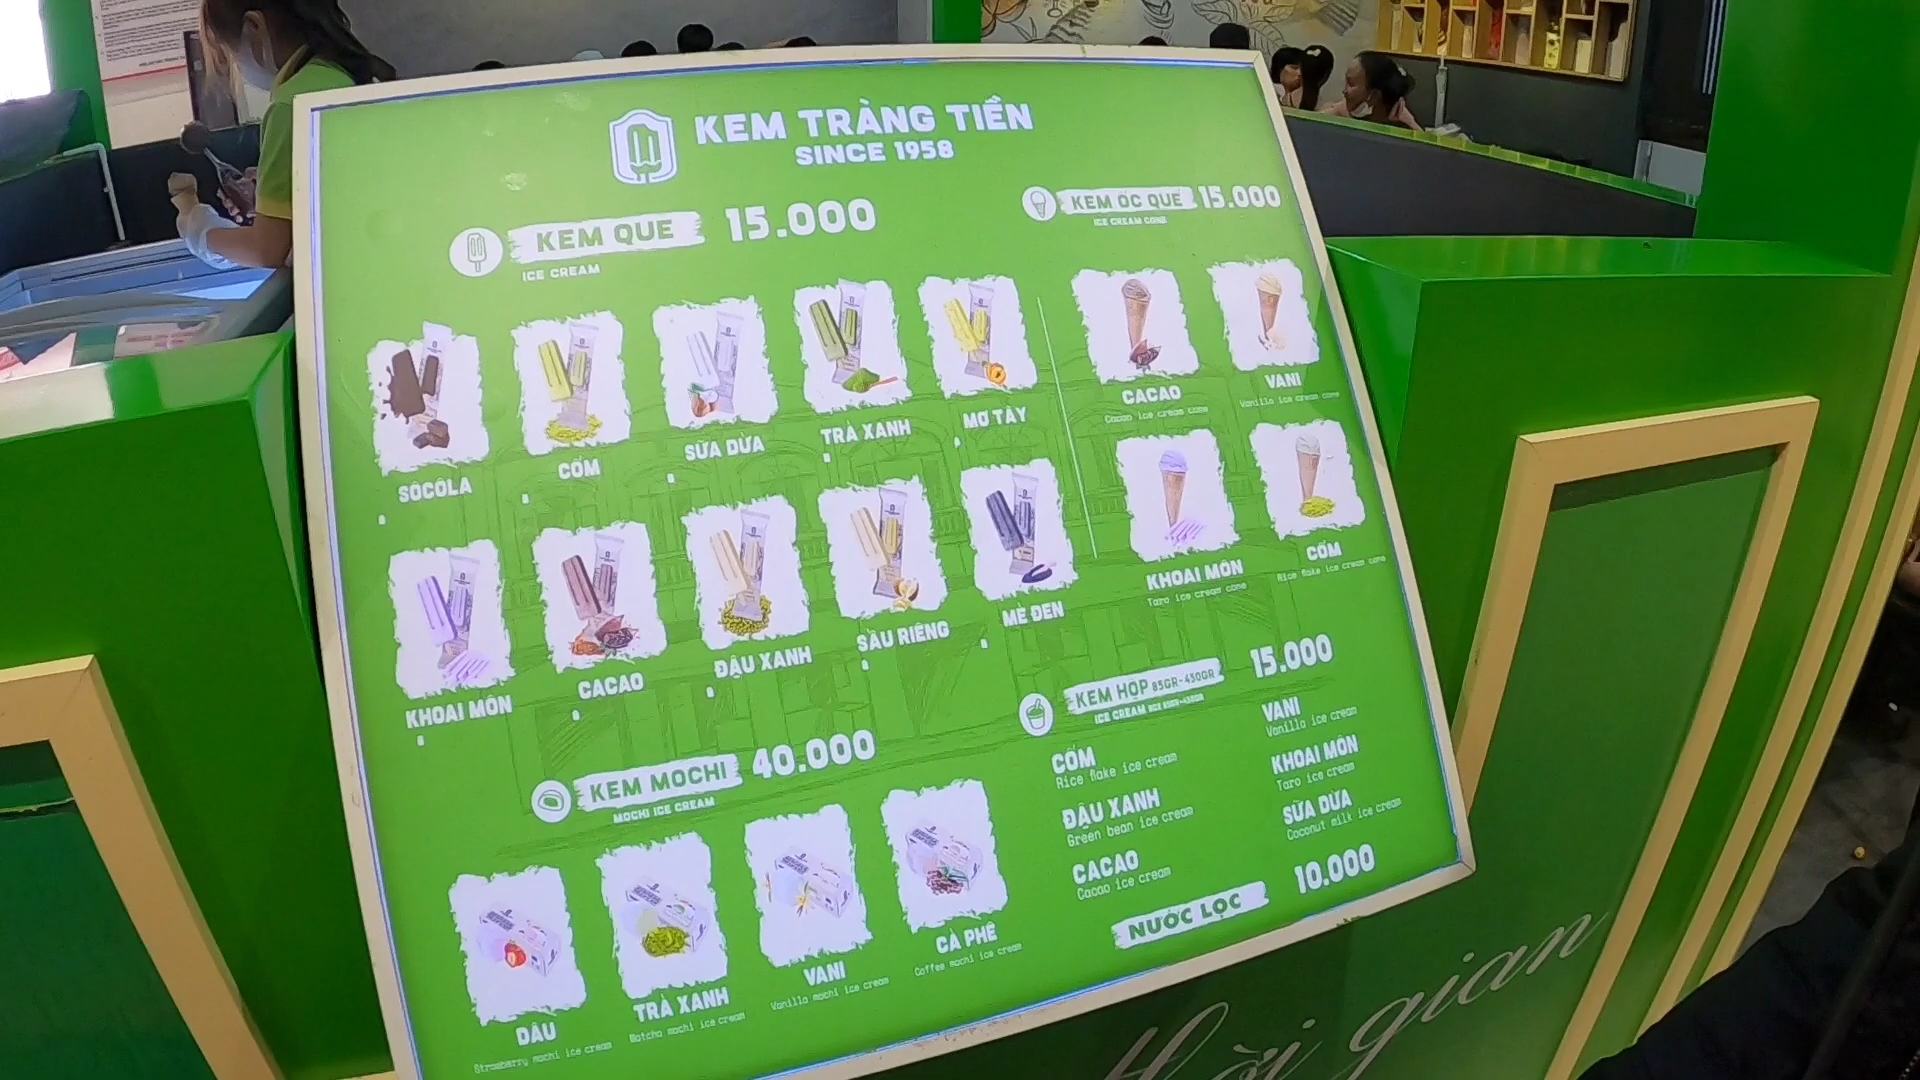 KEM TRÀNG TIỀN
SINCE 1958
KEM QUE 15.000
ICE CREAM
SÔCÔLA
CỐM
SỮA DỪA
TRÀ XANH
MƠ TÂY
KHOAI MÔN
CACAO
ĐẬU XANH
SẦU RIÊNG
MÈ ĐEN
KEM ỐC QUẾ 15.000
ICE CREAM CONE
CACAO
Cacao ice cream cone
VANI
Vanilla ice cream cone
KHOAI MÔN
Taro ice cream cone
CỐM
Rice flake ice cream cone
KEM MOCHI 40.000
MOCHI ICE CREAM
DÂU
Strawberry mochi ice cream
TRÀ XANH
Matcha mochi ice cream
VANI
Vanilla mochi ice cream
CÀ PHÊ
Coffee mochi ice cream
KEM HỘP 85GR-450GR 15.000
ICE CREAM BOX 85GR-450GR
CỐM
Rice flake ice cream
ĐẬU XANH
Green bean ice cream
CACAO
Cacao ice cream
VANI
Vanilla ice cream
KHOAI MÔN
Taro ice cream
SỮA DỪA
Coconut milk ice cream
NƯỚC LỌC 10.000
gian